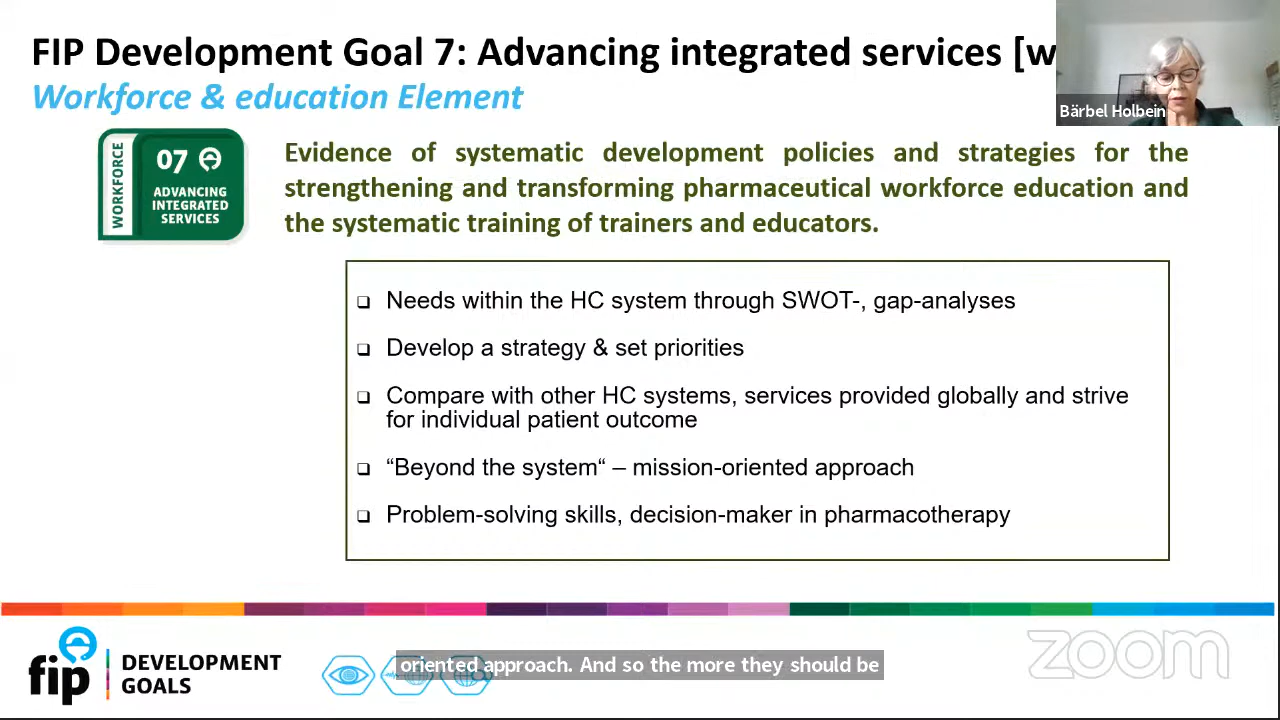 FIP Development Goal 7: Advancing integrated services [w
Workforce & education Element
Bärbel Holbein
WORKFORCE
07
ADVANCING
INTEGRATED
SERVICES
Evidence of systematic development policies and strategies for the
strengthening and transforming pharmaceutical workforce education and
the systematic training of trainers and educators.
❑ Needs within the HC system through SWOT-, gap-analyses
❑ Develop a strategy & set priorities
❑ Compare with other HC systems, services provided globally and strive
for individual patient outcome
❑ “Beyond the system“ – mission-oriented approach
❑ Problem-solving skills, decision-maker in pharmacotherapy
fip
DEVELOPMENT
GOALS
oriented approach. And so the more they should be
zoom